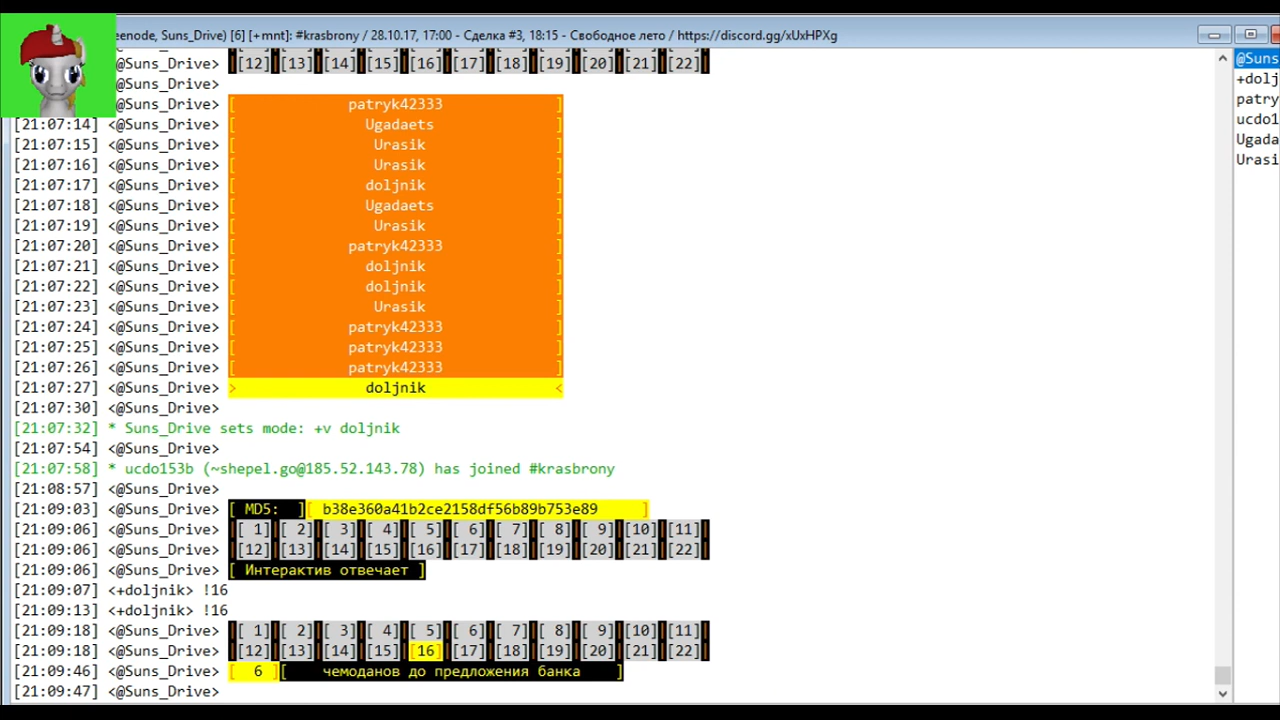 eenode, Suns_Drive) [6] [+mnt]: #krasbrony / 28.10.17, 17:00 - Сделка #3, 18:15 - Свободное лето / https://discord.gg/xUxHPXg
@Suns_Drive> |[12]|[13]|[14]|[15]|[16]|[17]|[18]|[19]|[20]|[21]|[22]|
@Suns_Drive>
@Suns_Drive> [ patryk42333 ]
[21:07:14] <@Suns_Drive> [ Ugadaets ]
[21:07:15] <@Suns_Drive> [ Urasik ]
[21:07:16] <@Suns_Drive> [ Urasik ]
[21:07:17] <@Suns_Drive> [ doljnik ]
[21:07:18] <@Suns_Drive> [ Ugadaets ]
[21:07:19] <@Suns_Drive> [ Urasik ]
[21:07:20] <@Suns_Drive> [ patryk42333 ]
[21:07:21] <@Suns_Drive> [ doljnik ]
[21:07:22] <@Suns_Drive> [ doljnik ]
[21:07:23] <@Suns_Drive> [ Urasik ]
[21:07:24] <@Suns_Drive> [ patryk42333 ]
[21:07:25] <@Suns_Drive> [ patryk42333 ]
[21:07:26] <@Suns_Drive> [ patryk42333 ]
[21:07:27] <@Suns_Drive> > doljnik <
[21:07:30] <@Suns_Drive>
[21:07:32] * Suns_Drive sets mode: +v doljnik
[21:07:54] <@Suns_Drive>
[21:07:58] * ucdo153b (~shepel.go@185.52.143.78) has joined #krasbrony
[21:08:57] <@Suns_Drive>
[21:09:03] <@Suns_Drive> [ MD5: ][ b38e360a41b2ce2158df56b89b753e89 ]
[21:09:06] <@Suns_Drive> |[ 1]|[ 2]|[ 3]|[ 4]|[ 5]|[ 6]|[ 7]|[ 8]|[ 9]|[10]|[11]|
[21:09:06] <@Suns_Drive> |[12]|[13]|[14]|[15]|[16]|[17]|[18]|[19]|[20]|[21]|[22]|
[21:09:06] <@Suns_Drive> [ Интерактив отвечает ]
[21:09:07] <+doljnik> !16
[21:09:13] <+doljnik> !16
[21:09:18] <@Suns_Drive> |[ 1]|[ 2]|[ 3]|[ 4]|[ 5]|[ 6]|[ 7]|[ 8]|[ 9]|[10]|[11]|
[21:09:18] <@Suns_Drive> |[12]|[13]|[14]|[15]|[16]|[17]|[18]|[19]|[20]|[21]|[22]|
[21:09:46] <@Suns_Drive> [ 6 ][ чемоданов до предложения банка ]
[21:09:47] <@Suns_Drive>
@Suns
+dolj
patry
ucdo1
Ugada
Urasi